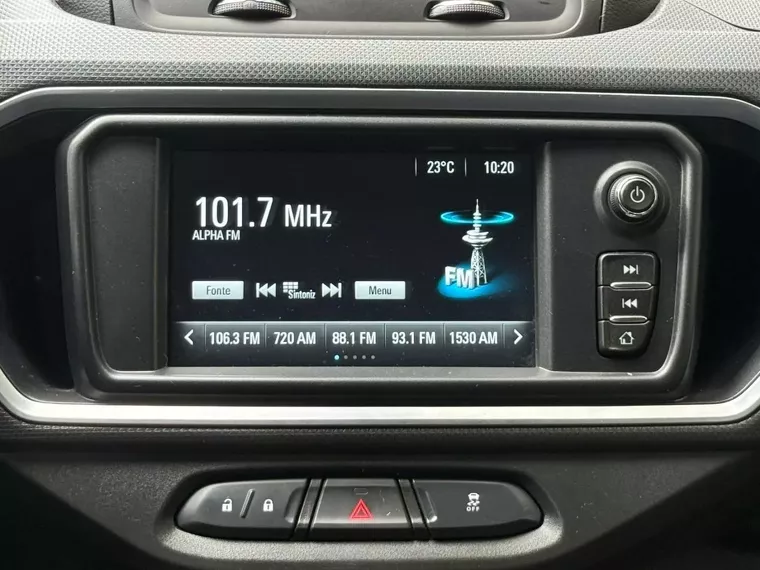 23°C 10:20
101.7 MHz
ALPHA FM
FM
Fonte Sintoniz Menu
106.3 FM 720 AM 88.1 FM 93.1 FM 1530 AM
OFF